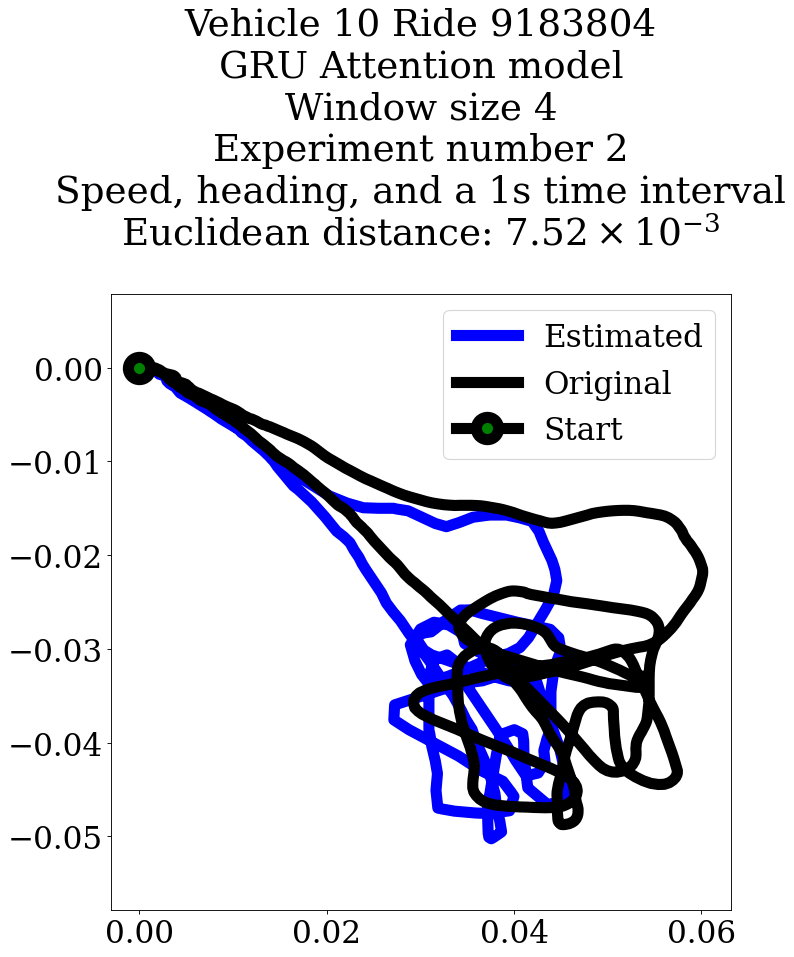 Vehicle 10 Ride 9183804
GRU Attention model
Window size 4
Experiment number 2
Speed, heading, and a 1s time interval
Euclidean distance: 7.52 × 10⁻³
Estimated
Original
Start
0.00
−0.01
−0.02
−0.03
−0.04
−0.05
0.00 0.02 0.04 0.06